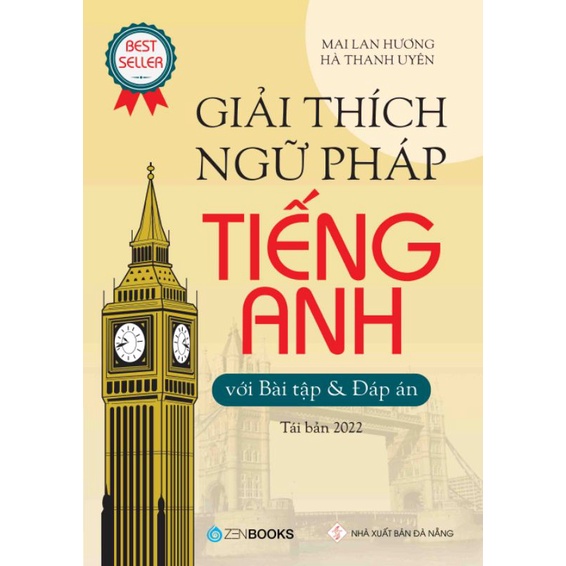 BEST
SELLER
MAI LAN HƯƠNG
HÀ THANH UYÊN
GIẢI THÍCH
NGỮ PHÁP
TIẾNG
ANH
với Bài tập & Đáp án
Tái bản 2022
ZENBOOKS
NHÀ XUẤT BẢN ĐÀ NẴNG